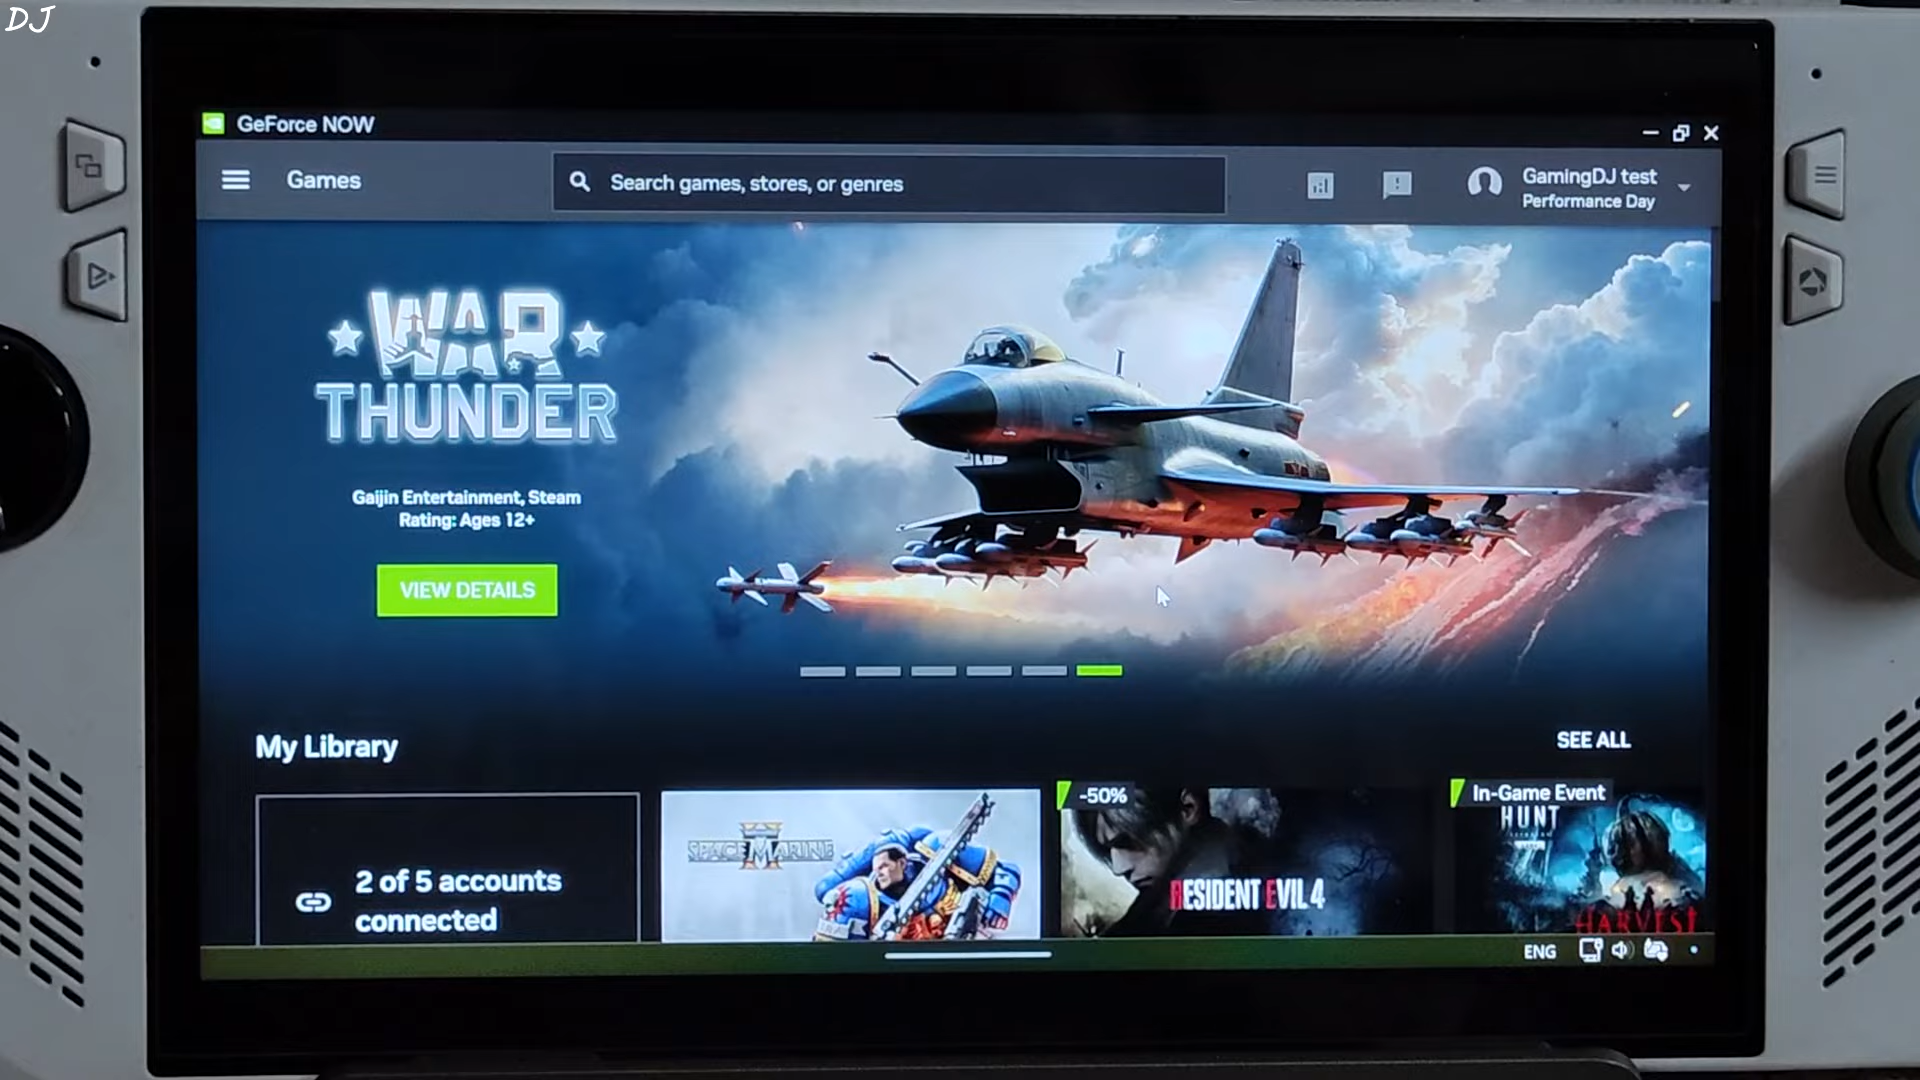 DJ
GeForce NOW
Games
Search games, stores, or genres
GamingDJ test
Performance Day
WAR
THUNDER
Gaijin Entertainment, Steam
Rating: Ages 12+
VIEW DETAILS
My Library
SEE ALL
2 of 5 accounts
connected
SPACE MARINE
-50%
RESIDENT EVIL 4
In-Game Event
HUNT
HARVEST
ENG